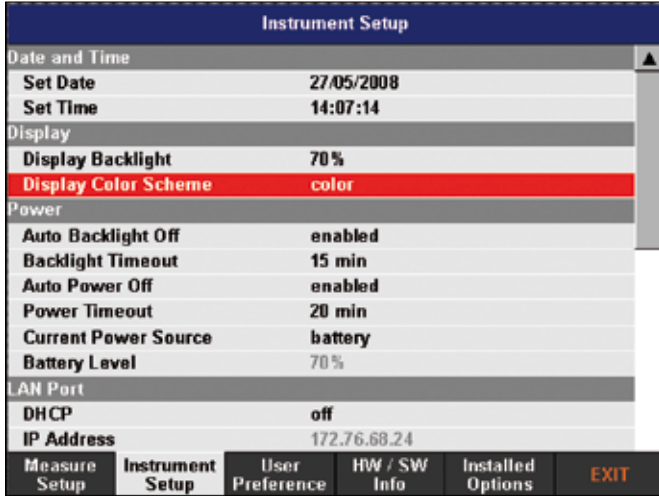 Instrument Setup
Date and Time
Set Date 27/05/2008
Set Time 14:07:14
Display
Display Backlight 70%
Display Color Scheme color
Power
Auto Backlight Off enabled
Backlight Timeout 15 min
Auto Power Off enabled
Power Timeout 20 min
Current Power Source battery
Battery Level 70%
LAN Port
DHCP off
IP Address 172.76.68.24
Measure Setup
Instrument Setup
User Preference
HW / SW Info
Installed Options
EXIT